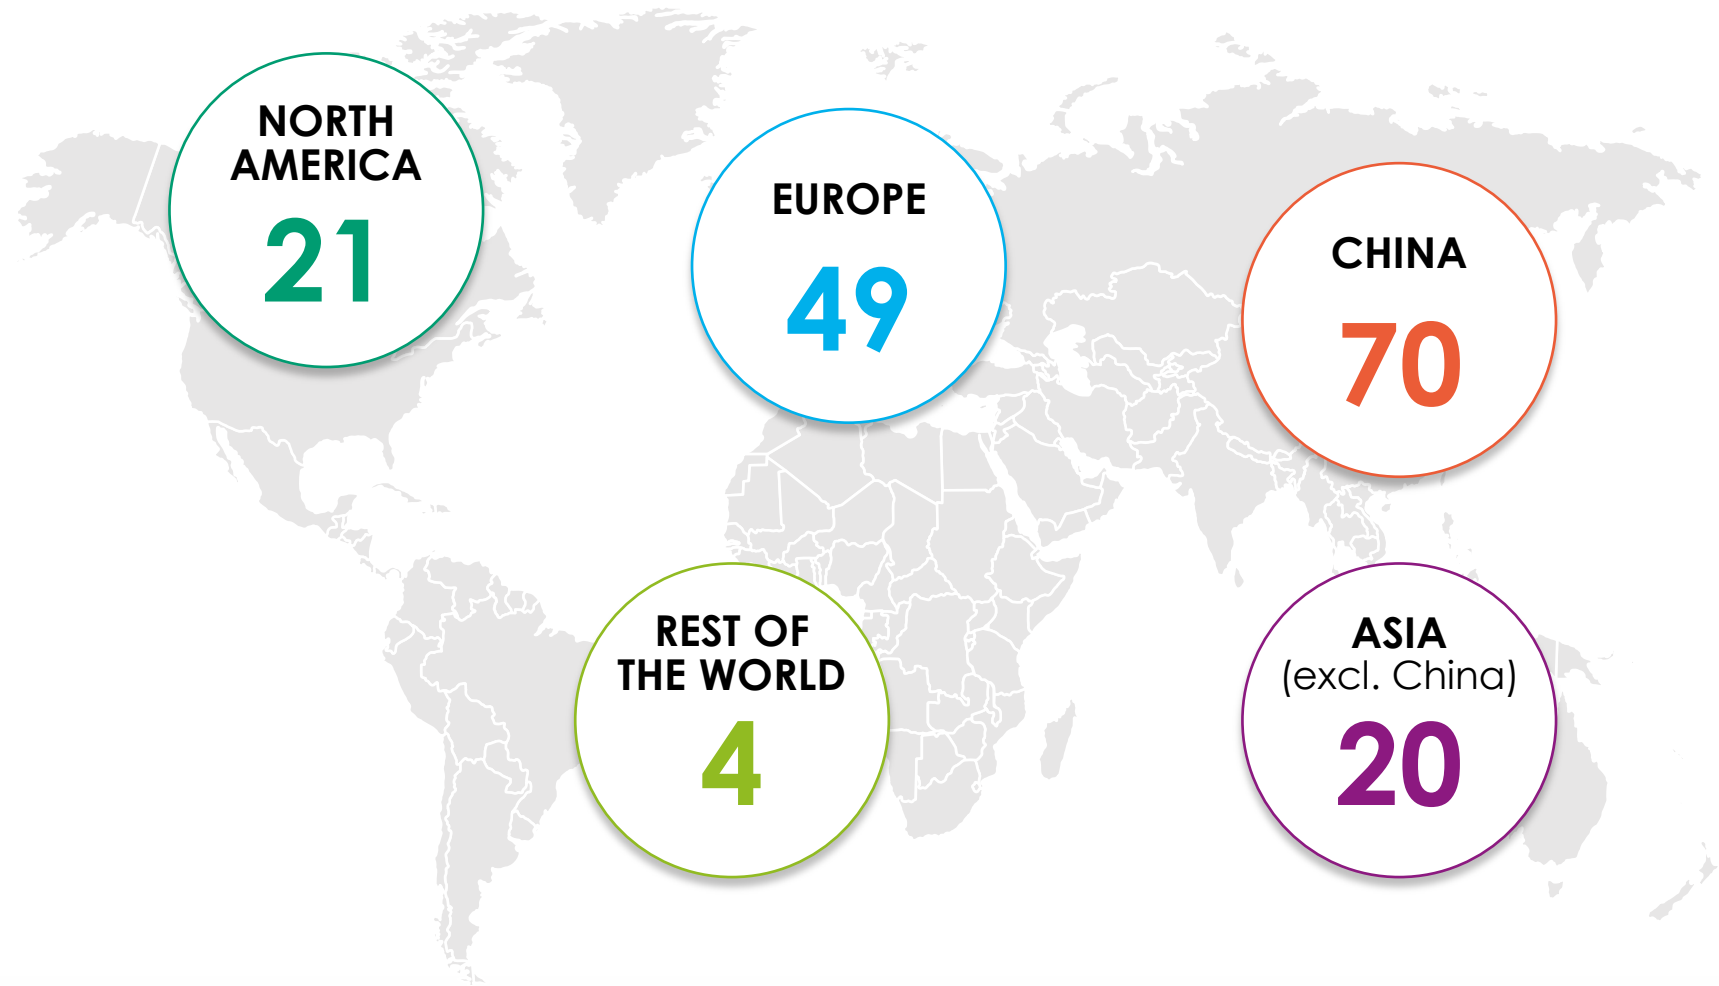 NORTH
AMERICA
21
EUROPE
49
CHINA
70
REST OF
THE WORLD
4
ASIA
(excl. China)
20